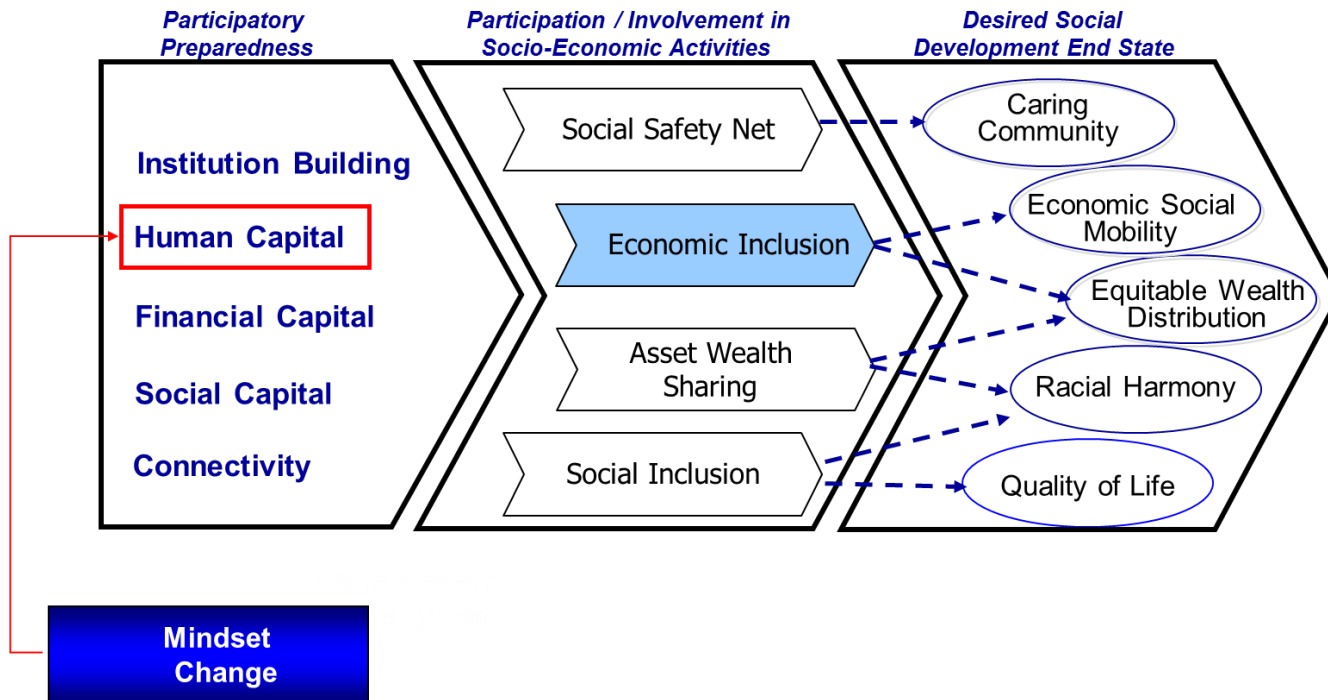 Participatory
Preparedness
Participation / Involvement in
Socio-Economic Activities
Desired Social
Development End State
Institution Building
Human Capital
Financial Capital
Social Capital
Connectivity
Social Safety Net
Economic Inclusion
Asset Wealth
Sharing
Social Inclusion
Caring
Community
Economic Social
Mobility
Equitable Wealth
Distribution
Racial Harmony
Quality of Life
Mindset
Change